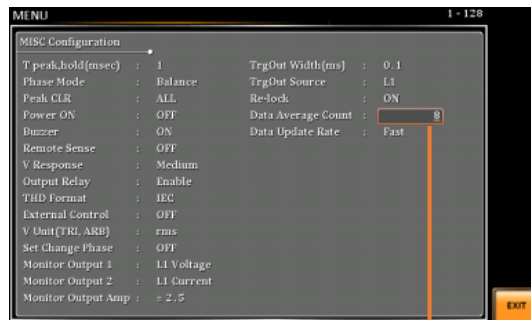 MENU 1 - 128
MISC Configuration
T peak,hold(msec) : 1
Phase Mode : Balance
Peak CLR : ALL
Power ON : OFF
Buzzer : ON
Remote Sense : OFF
V Response : Medium
Output Relay : Enable
THD Format : IEC
External Control : OFF
V Unit(TRI, ARB) : rms
Set Change Phase : OFF
Monitor Output 1 : L1 Voltage
Monitor Output 2 : L1 Current
Monitor Output Amp : ± 2.5
TrgOut Width(ms) : 0.1
TrgOut Source : L1
Re-lock : ON
Data Average Count : 8
Data Update Rate : Fast
EXIT